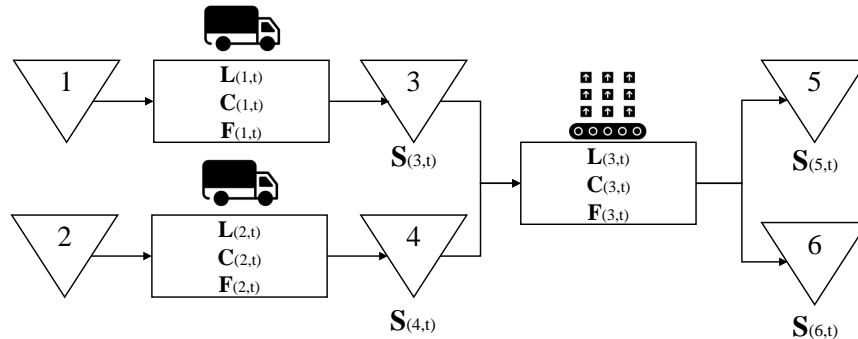 1
L(1,t)
C(1,t)
F(1,t)
3
S(3,t)
2
L(2,t)
C(2,t)
F(2,t)
4
S(4,t)
L(3,t)
C(3,t)
F(3,t)
5
S(5,t)
6
S(6,t)